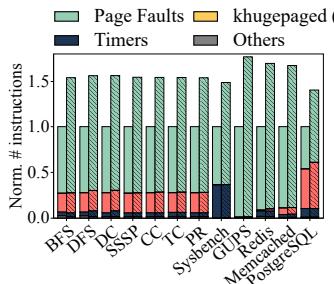 Page Faults khugepaged (
Timers Others
Norm. # instructions
1.5
1.0
0.5
0.0
BFS
DFS
DC
SSSP
CC
TC
PR
Sysbench
GUPS
Redis
Memcached
PostgreSQL